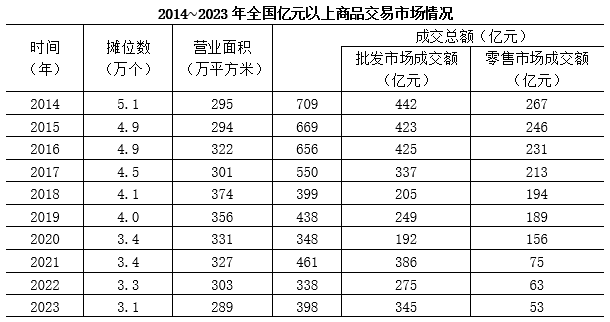 2014~2023年全国亿元以上商品交易市场情况
时间（年） 摊位数（万个） 营业面积（万平方米） 成交总额（亿元）
批发市场成交额（亿元） 零售市场成交额（亿元）
2014 5.1 295 709 442 267
2015 4.9 294 669 423 246
2016 4.9 322 656 425 231
2017 4.5 301 550 337 213
2018 4.1 374 399 205 194
2019 4.0 356 438 249 189
2020 3.4 331 348 192 156
2021 3.4 327 461 386 75
2022 3.3 303 338 275 63
2023 3.1 289 398 345 53